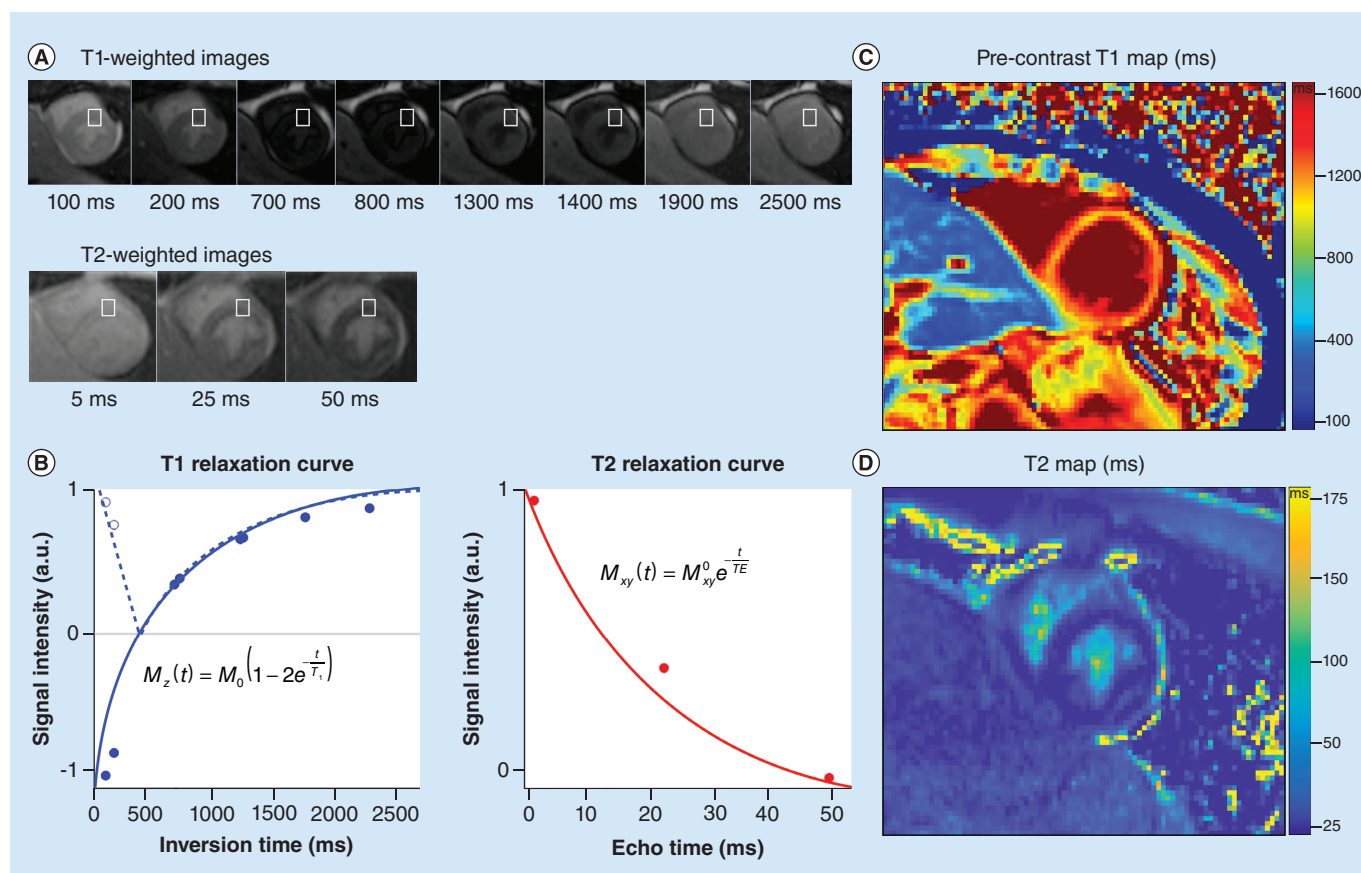 A T1-weighted images
100 ms 200 ms 700 ms 800 ms 1300 ms 1400 ms 1900 ms 2500 ms
T2-weighted images
5 ms 25 ms 50 ms
B T1 relaxation curve
Signal intensity (a.u.)
1
0
-1
M_z(t) = M_0(1 – 2e^{-t/T_1})
0 500 1000 1500 2000 2500
Inversion time (ms)
T2 relaxation curve
Signal intensity (a.u.)
1
0
M_{xy}(t) = M^0_{xy}e^{-t/TE}
0 10 20 30 40 50
Echo time (ms)
C Pre-contrast T1 map (ms)
ms
1600
1200
800
400
100
D T2 map (ms)
ms
175
150
100
50
25